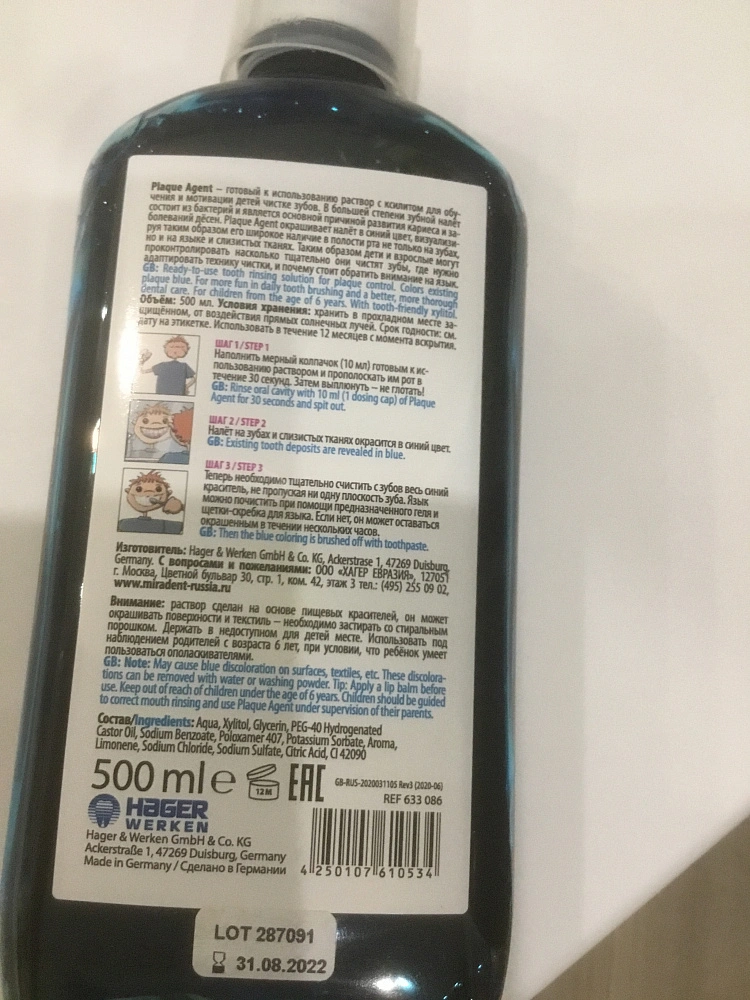 Plaque Agent – готовый к использованию раствор с ксилитом для обу-
чения и мотивации детей чистке зубов. В большей степени зубной налёт
состоит из бактерий и является основной причиной развития кариеса и за-
болеваний дёсен. Plaque Agent окрашивает налёт в синий цвет, визуализи-
руя таким образом его широкое наличие в полости рта не только на зубах,
но и на языке и слизистых тканях. Таким образом дети и взрослые могут
проконтролировать насколько тщательно они чистят зубы, где нужно
адаптировать технику чистки, и почему стоит обратить внимание на язык.
GB: Ready-to-use tooth rinsing solution for plaque control. Colors existing
plaque blue. For more fun in daily tooth brushing and a better, more thorough
dental care. For children from the age of 6 years. With tooth-friendly xylitol.
Объём: 500 мл. Условия хранения: хранить в прохладном месте за-
щищённом, от воздействия прямых солнечных лучей. Срок годности: см.
дату на этикетке. Использовать в течение 12 месяцев с момента вскрытия.
ШАГ 1 / STEP 1
Наполнить мерный колпачок (10 мл) готовым к ис-
пользованию раствором и прополоскать им рот в
течение 30 секунд. Затем выплюнуть – не глотать!
GB: Rinse oral cavity with 10 ml (1 dosing cap) of Plaque
Agent for 30 seconds and spit out.
ШАГ 2 / STEP 2
Налёт на зубах и слизистых тканях окрасится в синий цвет.
GB: Existing tooth deposits are revealed in blue.
ШАГ 3 / STEP 3
Теперь необходимо тщательно счистить с зубов весь синий
краситель, не пропуская ни одну плоскость зуба. Язык
можно почистить при помощи предназначенного геля и
щетки-скребка для языка. Если нет, он может оставаться
окрашенным в течении нескольких часов.
GB: Then the blue coloring is brushed off with toothpaste.
Изготовитель: Hager & Werken GmbH & Co. KG, Ackerstrase 1, 47269 Duisburg,
Germany. С вопросами и пожеланиями: ООО «ХАГЕР ЕВРАЗИЯ», 127051
г. Москва, Цветной бульвар 30, стр. 1, ком. 42, этаж 3 тел.: (495) 255 09 02,
www.miradent-russia.ru
Внимание: раствор сделан на основе пищевых красителей, он может
окрашивать поверхности и текстиль – необходимо застирать со стиральным
порошком. Держать в недоступном для детей месте. Использовать под
наблюдением родителей с возраста 6 лет, при условии, что ребёнок умеет
пользоваться ополаскивателями.
GB: Note: May cause blue discoloration on surfaces, textiles, etc. These discolora-
tions can be removed with water or washing powder. Tip: Apply a lip balm before
use. Keep out of reach of children under the age of 6 years. Children should be guided
to correct mouth rinsing and use Plaque Agent under supervision of their parents.
Состав/Ingredients: Aqua, Xylitol, Glycerin, PEG-40 Hydrogenated
Castor Oil, Sodium Benzoate, Poloxamer 407, Potassium Sorbate, Aroma,
Limonene, Sodium Chloride, Sodium Sulfate, Citric Acid, CI 42090
500 ml e 12 M EAC
GB-RUS-2020031105 Rev3 (2020-06)
REF 633 086
HAGER
WERKEN
Hager & Werken GmbH & Co. KG
Ackerstraße 1, 47269 Duisburg, Germany
Made in Germany / Сделано в Германии
4 250107 610534
LOT 287091
31.08.2022